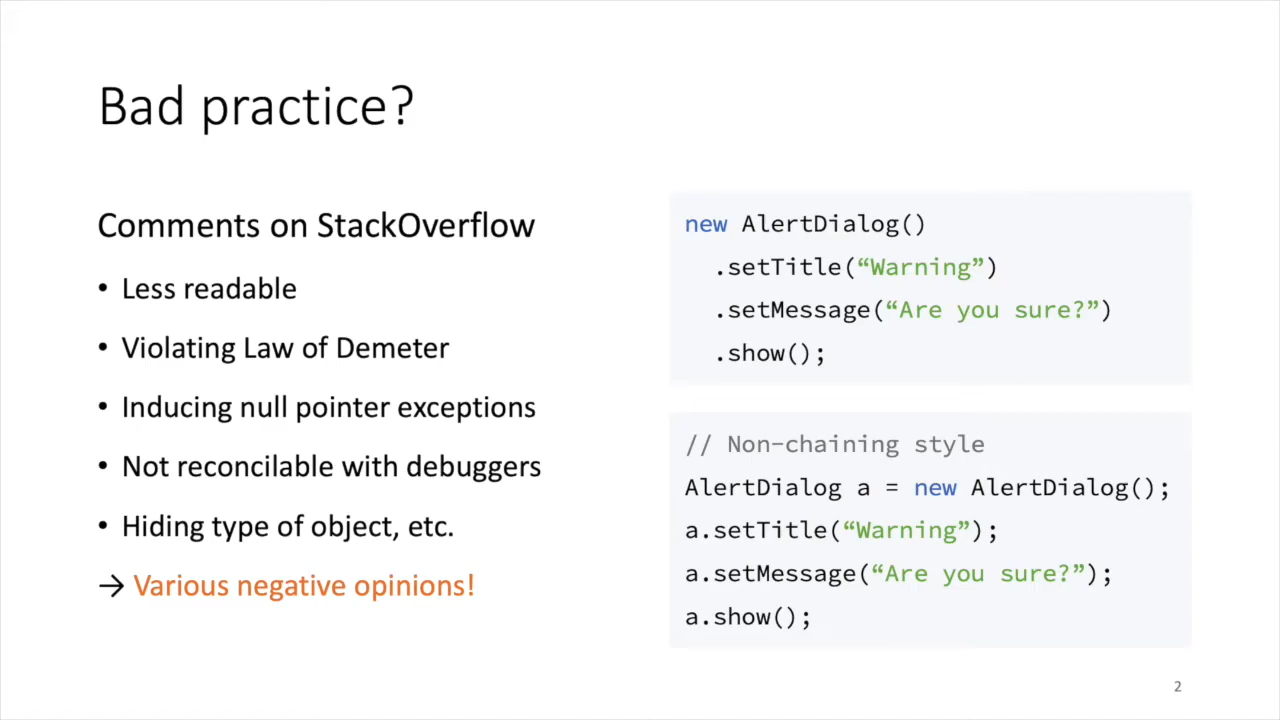 Bad practice?
Comments on StackOverflow
• Less readable
• Violating Law of Demeter
• Inducing null pointer exceptions
• Not reconcilable with debuggers
• Hiding type of object, etc.
→ Various negative opinions!
new AlertDialog()
.setTitle(“Warning”)
.setMessage(“Are you sure?”)
.show();
// Non-chaining style
AlertDialog a = new AlertDialog();
a.setTitle(“Warning”);
a.setMessage(“Are you sure?”);
a.show();
2